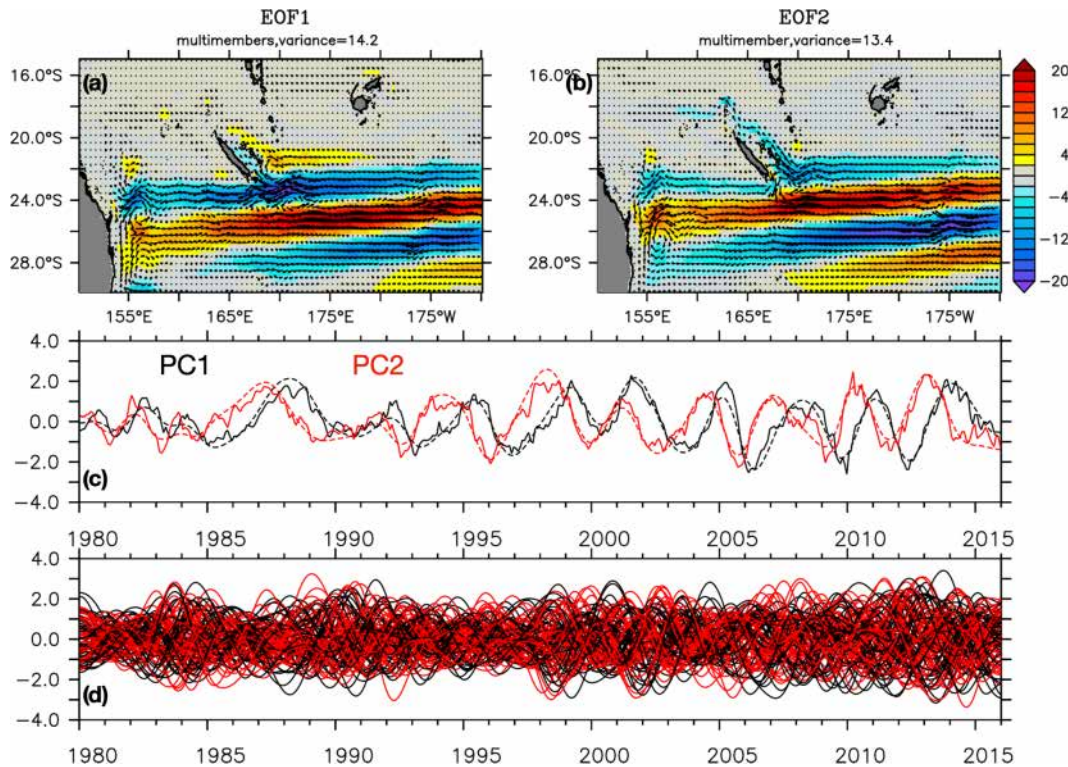 EOF1
EOF2
multimembers,variance=14.2
multimember,variance=13.4
(a)
(b)
16.0°S
20.0°S
24.0°S
28.0°S
16.0°S
20.0°S
24.0°S
28.0°S
20
12
4
−4
−12
−20
155°E 165°E 175°E 175°W
155°E 165°E 175°E 175°W
4.0
2.0
0.0
−2.0
−4.0
PC1 PC2
(c)
1980 1985 1990 1995 2000 2005 2010 2015
4.0
2.0
0.0
−2.0
−4.0
(d)
1980 1985 1990 1995 2000 2005 2010 2015